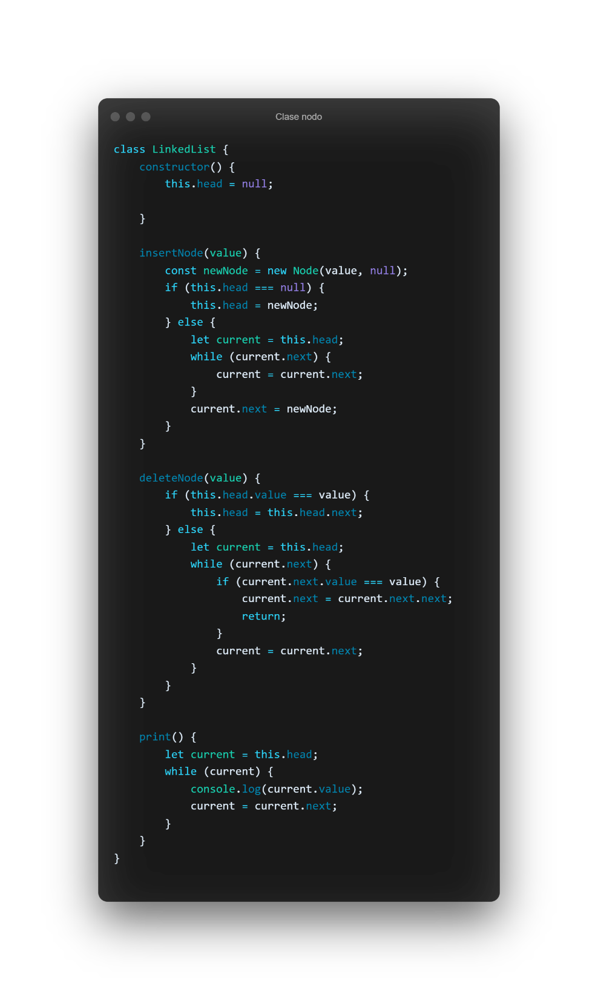 Clase nodo
class LinkedList {
    constructor() {
        this.head = null;

    }

    insertNode(value) {
        const newNode = new Node(value, null);
        if (this.head === null) {
            this.head = newNode;
        } else {
            let current = this.head;
            while (current.next) {
                current = current.next;
            }
            current.next = newNode;
        }
    }

    deleteNode(value) {
        if (this.head.value === value) {
            this.head = this.head.next;
        } else {
            let current = this.head;
            while (current.next) {
                if (current.next.value === value) {
                    current.next = current.next.next;
                    return;
                }
                current = current.next;
            }
        }
    }

    print() {
        let current = this.head;
        while (current) {
            console.log(current.value);
            current = current.next;
        }
    }
}